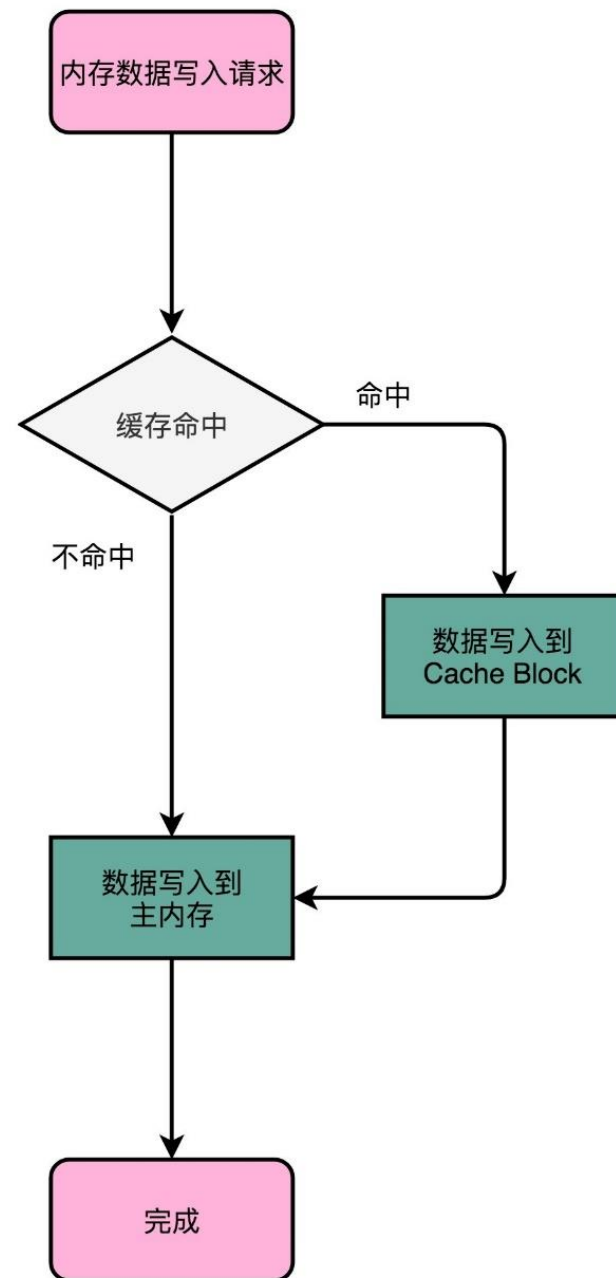 内存数据写入请求
缓存命中
命中
不命中
数据写入到
Cache Block
数据写入到
主内存
完成